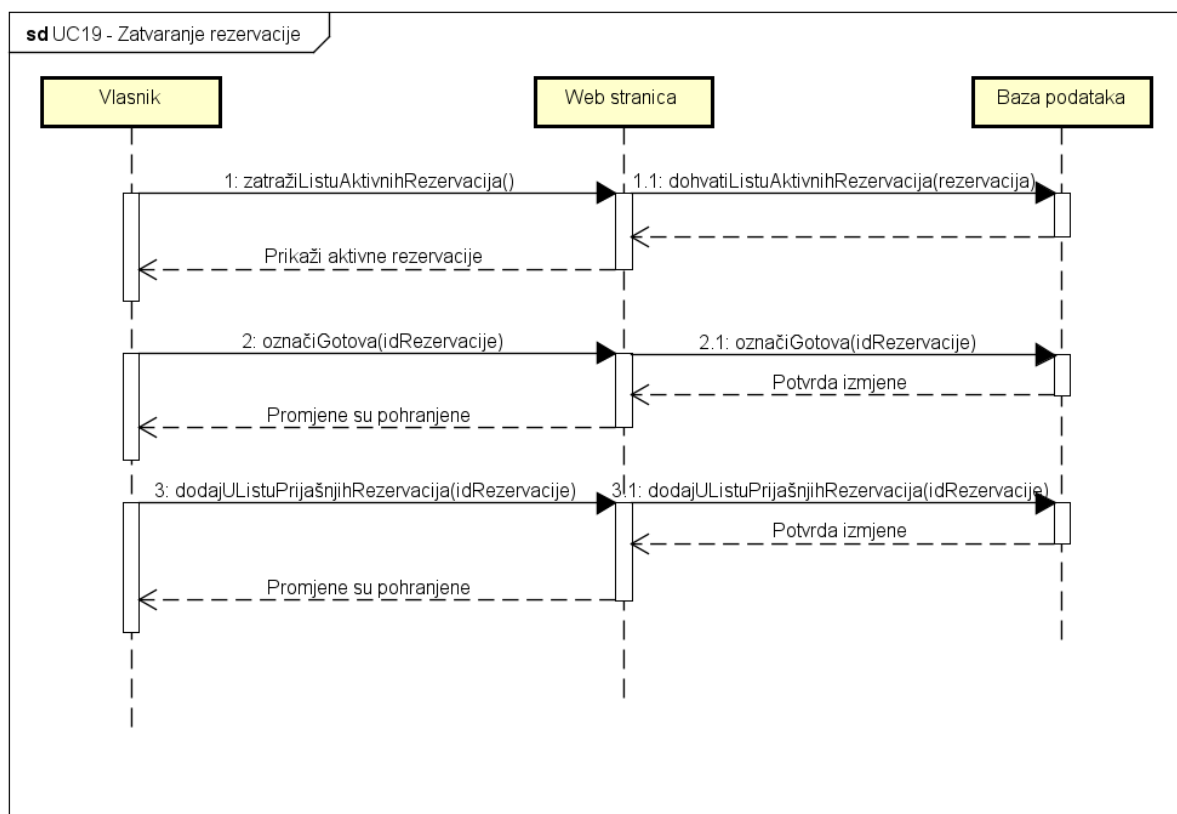 sd UC19 - Zatvaranje rezervacije
Vlasnik
Web stranica
Baza podataka
1: zatražiListuAktivnihRezervacija()
1.1: dohvatiListuAktivnihRezervacija(rezervacija)
Prikaži aktivne rezervacije
2: označiGotova(idRezervacije)
2.1: označiGotova(idRezervacije)
Potvrda izmjene
Promjene su pohranjene
3: dodajUListuPrijašnjihRezervacija(idRezervacije)
3.1: dodajUListuPrijašnjihRezervacija(idRezervacije)
Potvrda izmjene
Promjene su pohranjene